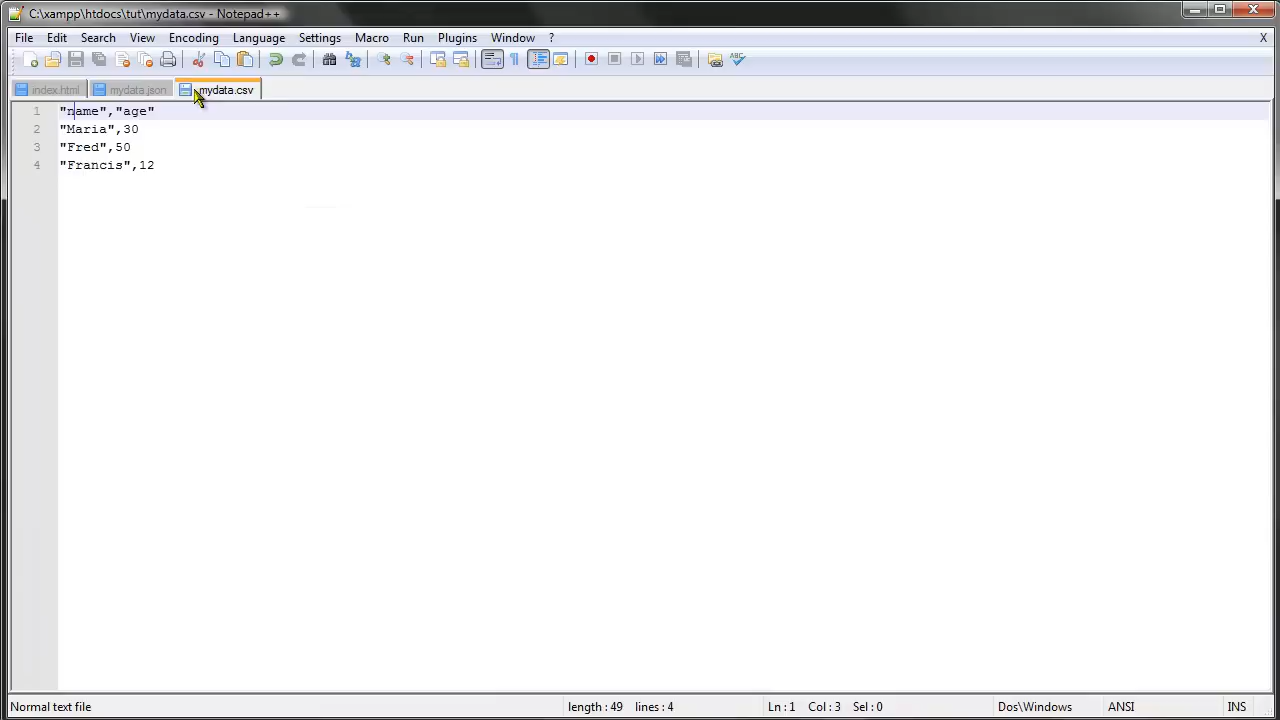 C:\xampp\htdocs\tut\mydata.csv - Notepad++
File Edit Search View Encoding Language Settings Macro Run Plugins Window ? X
index.html mydata.json mydata.csv
1 "name","age"
2 "Maria",30
3 "Fred",50
4 "Francis",12
Normal text file length : 49 lines : 4 Ln : 1 Col : 3 Sel : 0 Dos\Windows ANSI INS